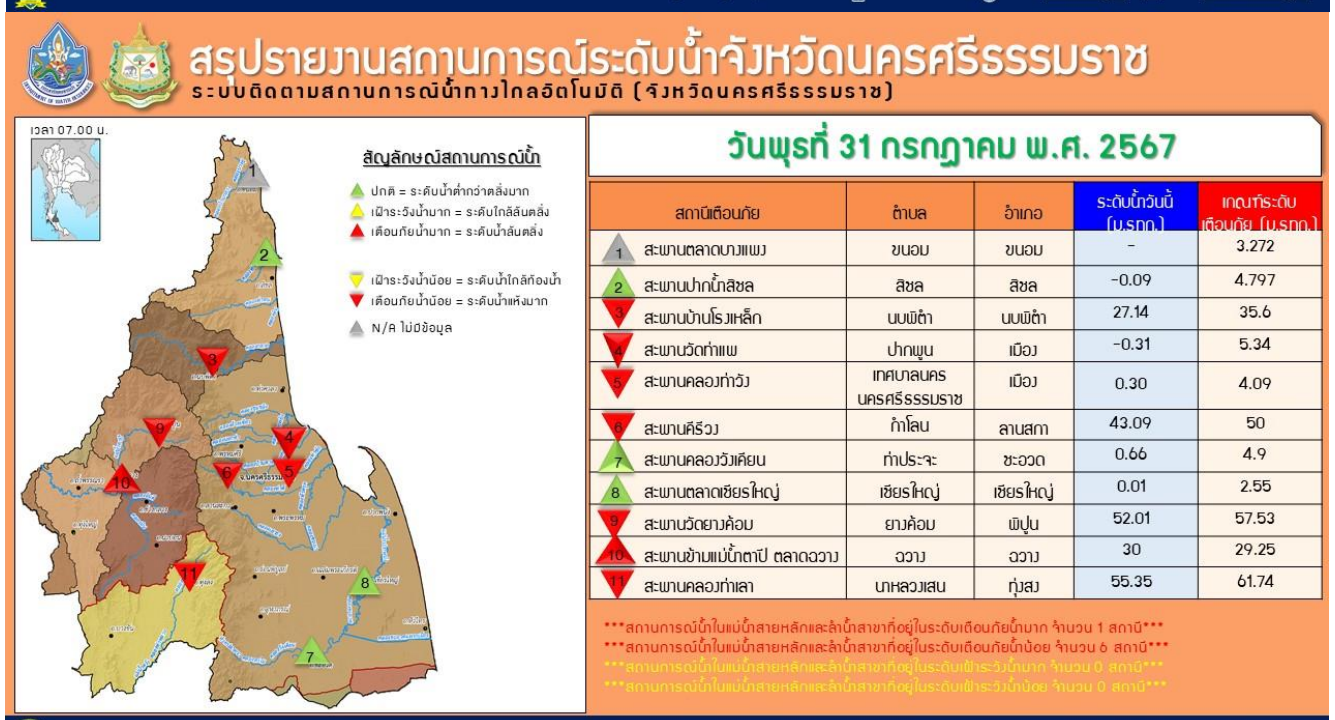 สรุปรายงานสถานการณ์ระดับน้ำจังหวัดนครศรีธรรมราช
ระบบติดตามสถานการณ์น้ำทางไกลอัตโนมัติ (จังหวัดนครศรีธรรมราช)
เวลา 07.00 น.
สัญลักษณ์สถานการณ์น้ำ
ปกติ = ระดับน้ำต่ำกว่าตลิ่งมาก
เฝ้าระวังน้ำมาก = ระดับใกล้ล้นตลิ่ง
เตือนภัยน้ำมาก = ระดับน้ำล้นตลิ่ง
เฝ้าระวังน้ำน้อย = ระดับน้ำใกล้ท้องน้ำ
เตือนภัยน้ำน้อย = ระดับน้ำแห้งมาก
N/A ไม่มีข้อมูล
1
2
3
4
5
6
7
8
9
10
11
จ.นครศรีธรรม
วันพุธที่ 31 กรกฎาคม พ.ศ. 2567
สถานีเตือนภัย ตำบล อำเภอ ระดับน้ำวันนี้ (ม.รทก.) เกณฑ์ระดับเตือนภัย (ม.รทก.)
1 สะพานตลาดบางแพง ขนอม ขนอม - 3.272
2 สะพานปากน้ำสิชล สิชล สิชล -0.09 4.797
3 สะพานบ้านโรงเหล็ก นบพิตำ นบพิตำ 27.14 35.6
4 สะพานวัดท่าแพ ปากพูน เมือง -0.31 5.34
5 สะพานคลองท่าวัง เทศบาลนครนครศรีธรรมราช เมือง 0.30 4.09
6 สะพานคีรีวง กำโลน ลานสกา 43.09 50
7 สะพานคลองวังเคียน ท่าประจะ ชะอวด 0.66 4.9
8 สะพานตลาดเชียรใหญ่ เชียรใหญ่ เชียรใหญ่ 0.01 2.55
9 สะพานวัดยางค้อม ยางค้อม พิปูน 52.01 57.53
10 สะพานข้ามแม่น้ำตาปี ตลาดฉวาง ฉวาง ฉวาง 30 29.25
11 สะพานคลองท่าเลา นาหลวงเสน ทุ่งสง 55.35 61.74
***สถานการณ์น้ำในแม่น้ำสายหลักและลำน้ำสาขาที่อยู่ในระดับเตือนภัยน้ำมาก จำนวน 1 สถานี***
***สถานการณ์น้ำในแม่น้ำสายหลักและลำน้ำสาขาที่อยู่ในระดับเตือนภัยน้ำน้อย จำนวน 6 สถานี***
***สถานการณ์น้ำในแม่น้ำสายหลักและลำน้ำสาขาที่อยู่ในระดับเฝ้าระวังน้ำมาก จำนวน 0 สถานี***
***สถานการณ์น้ำในแม่น้ำสายหลักและลำน้ำสาขาที่อยู่ในระดับเฝ้าระวังน้ำน้อย จำนวน 0 สถานี***